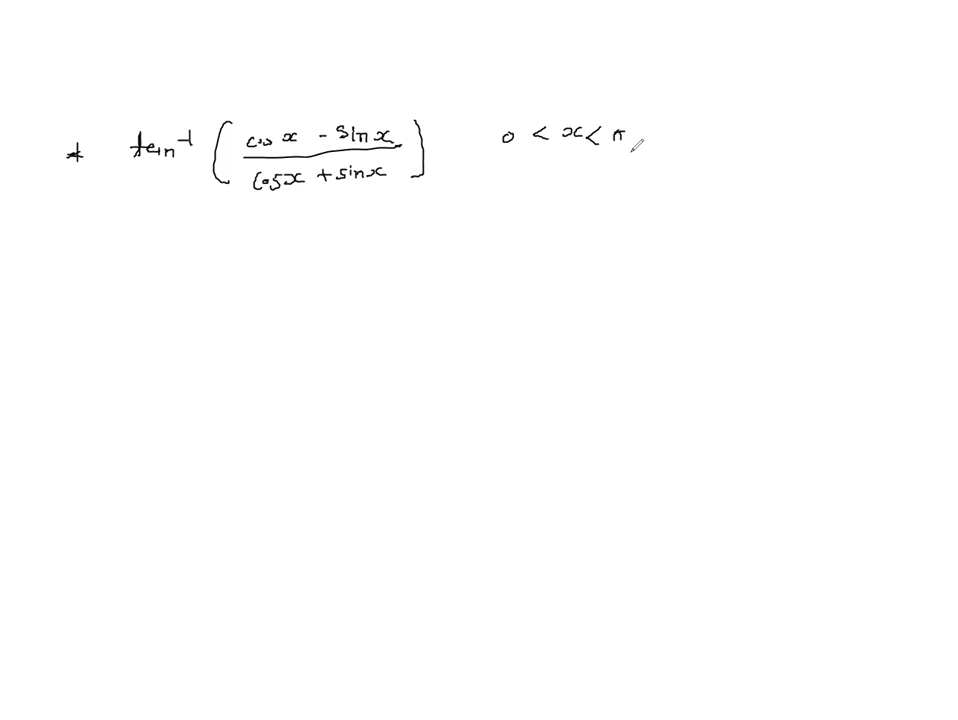 * tan⁻¹ ( (cos x - sin x) / (cos x + sin x) ) 0 < x < π,